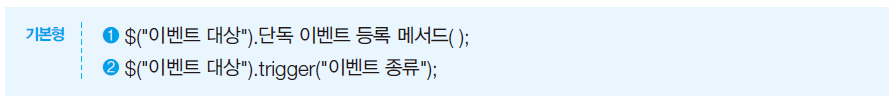 기본형
❶ $("이벤트 대상").단독 이벤트 등록 메서드( );
❷ $("이벤트 대상").trigger("이벤트 종류");